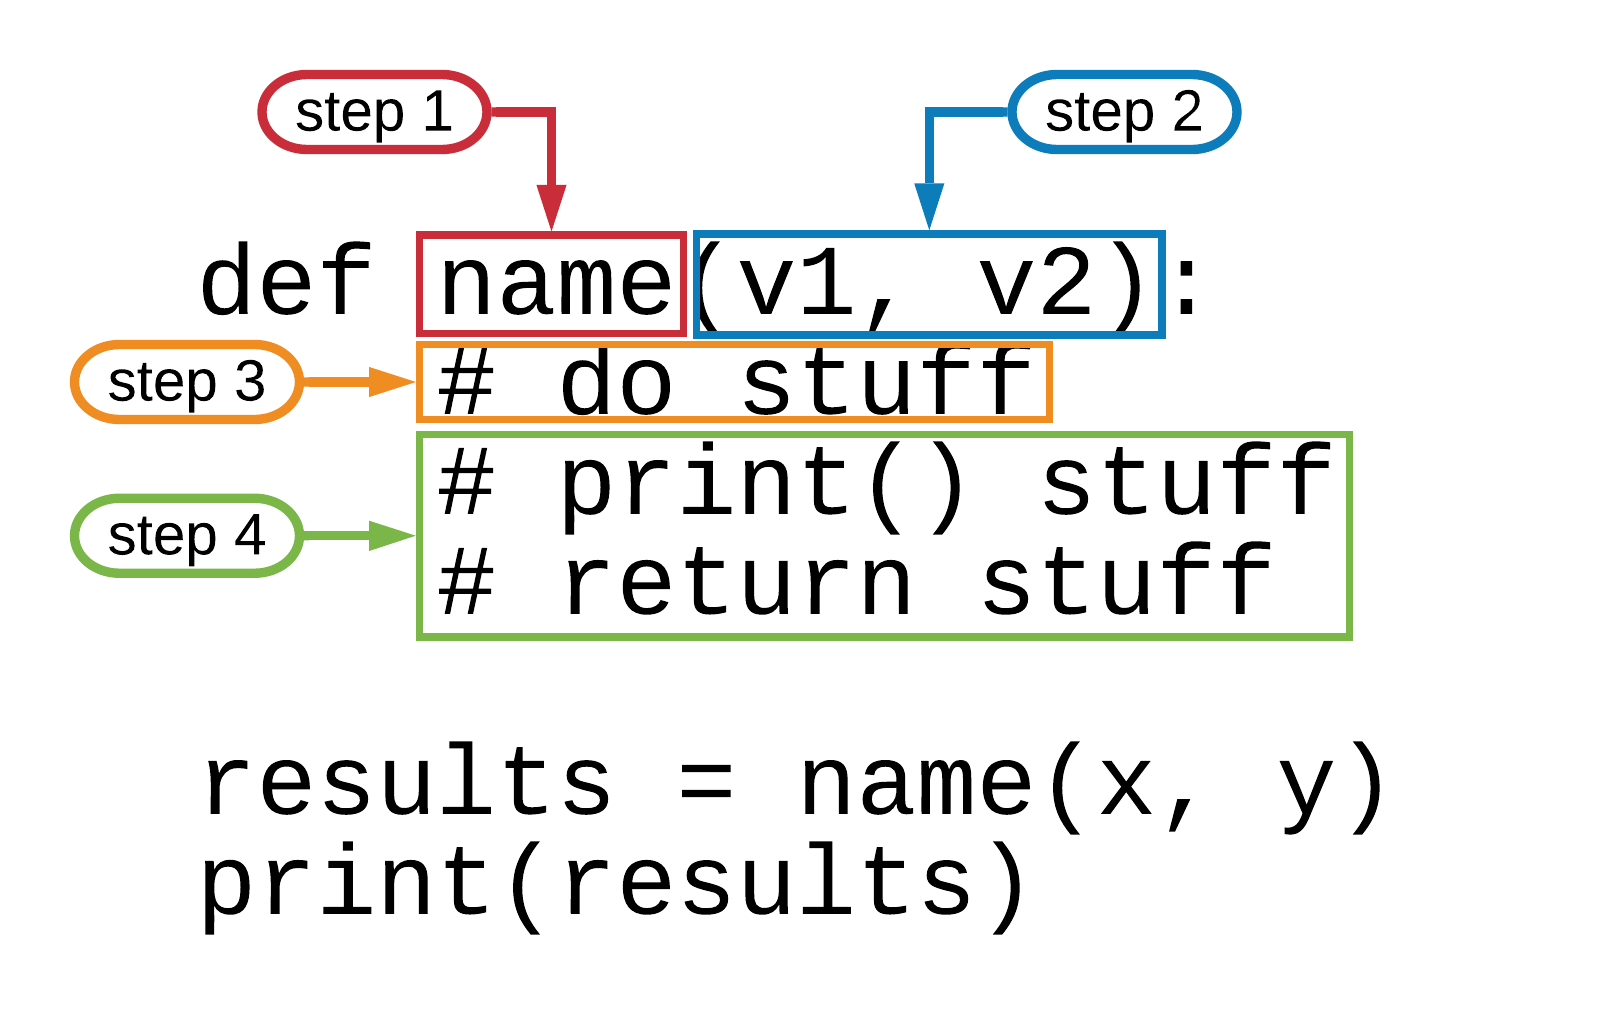 step 1
step 2
def name(v1, v2):
step 3
# do stuff
# print() stuff
step 4
# return stuff
results = name(x, y)
print(results)